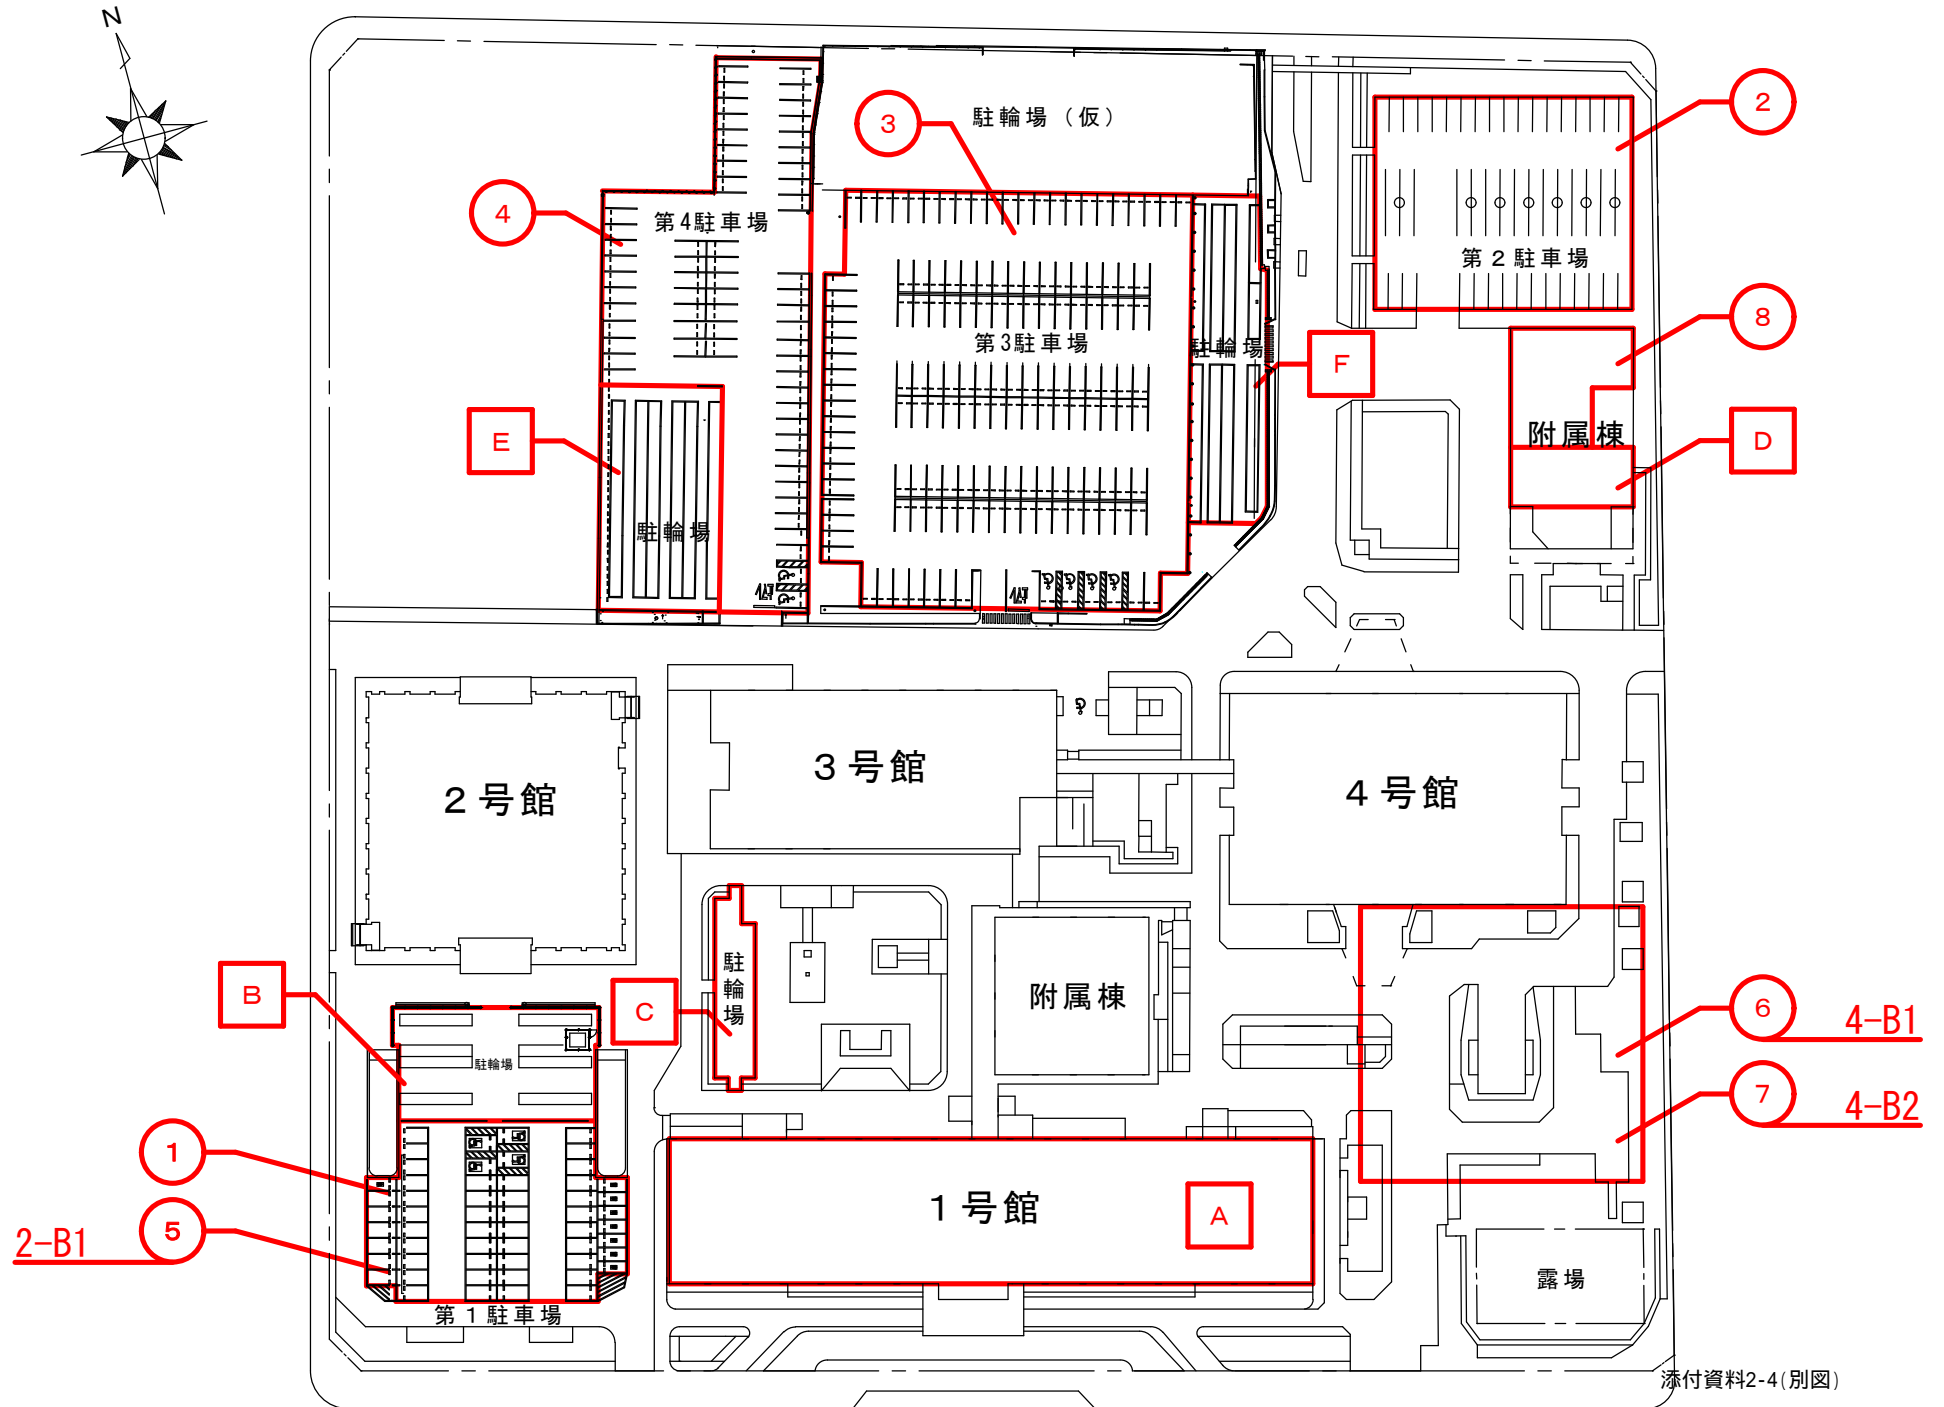 N
駐輪場（仮）
2
3
4
第4駐車場
第２駐車場
8
第3駐車場
駐輪場
F
E
附属棟
D
駐輪場
仮
仮
２号館
３号館
４号館
駐輪場
B
C
附属棟
6
4-B1
駐輪場
7
4-B2
1
5
2-B1
１号館
A
露場
第１駐車場
添付資料2-4(別図)